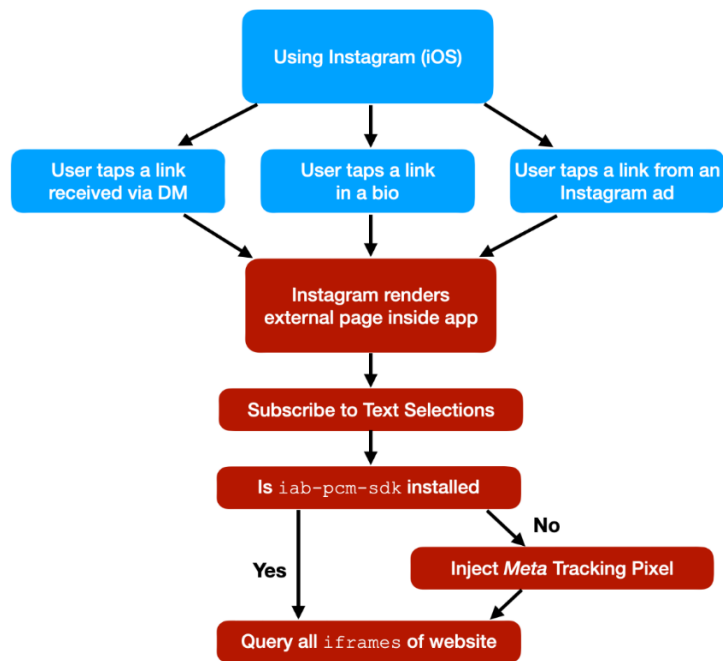 Using Instagram (iOS)
User taps a link
received via DM
User taps a link
in a bio
User taps a link from an
Instagram ad
Instagram renders
external page inside app
Subscribe to Text Selections
Is iab-pcm-sdk installed
No
Yes
Inject Meta Tracking Pixel
Query all iframes of website